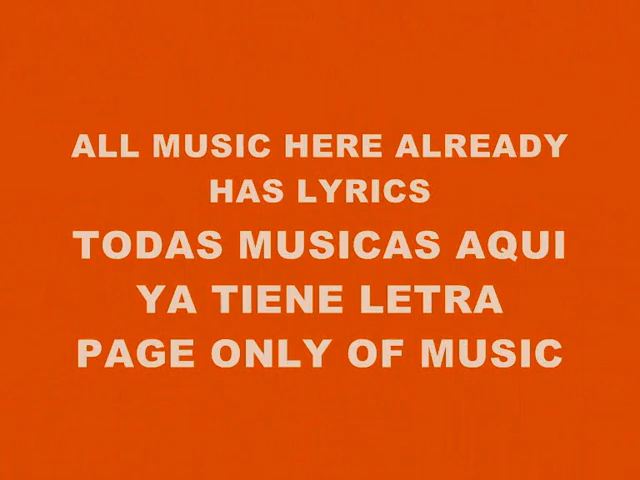 ALL MUSIC HERE ALREADY
HAS LYRICS
TODAS MUSICAS AQUI
YA TIENE LETRA
PAGE ONLY OF MUSIC